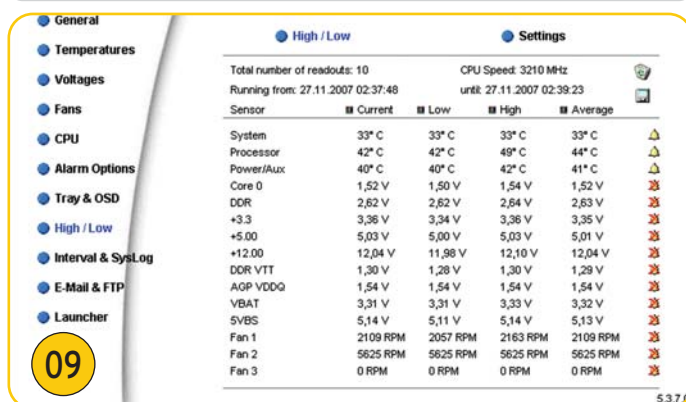 General
Temperatures
Voltages
Fans
CPU
Alarm Options
Tray & OSD
High / Low
Interval & SysLog
E-Mail & FTP
Launcher
09
High / Low Settings
Total number of readouts: 10 CPU Speed: 3210 MHz
Running from: 27.11.2007 02:37:48 until: 27.11.2007 02:39:23
Sensor Current Low High Average
System 33° C 33° C 33° C 33° C
Processor 42° C 42° C 49° C 44° C
Power/Aux 40° C 40° C 42° C 41° C
Core 0 1,52 V 1,50 V 1,54 V 1,52 V
DDR 2,62 V 2,62 V 2,64 V 2,63 V
+3.3 3,36 V 3,34 V 3,36 V 3,35 V
+5.00 5,03 V 5,00 V 5,03 V 5,01 V
+12.00 12,04 V 11,98 V 12,10 V 12,04 V
DDR VTT 1,30 V 1,28 V 1,30 V 1,29 V
AGP VDDQ 1,54 V 1,54 V 1,54 V 1,54 V
VBAT 3,31 V 3,31 V 3,33 V 3,32 V
5VBS 5,14 V 5,11 V 5,14 V 5,13 V
Fan 1 2109 RPM 2057 RPM 2163 RPM 2109 RPM
Fan 2 5625 RPM 5625 RPM 5625 RPM 5625 RPM
Fan 3 0 RPM 0 RPM 0 RPM 0 RPM